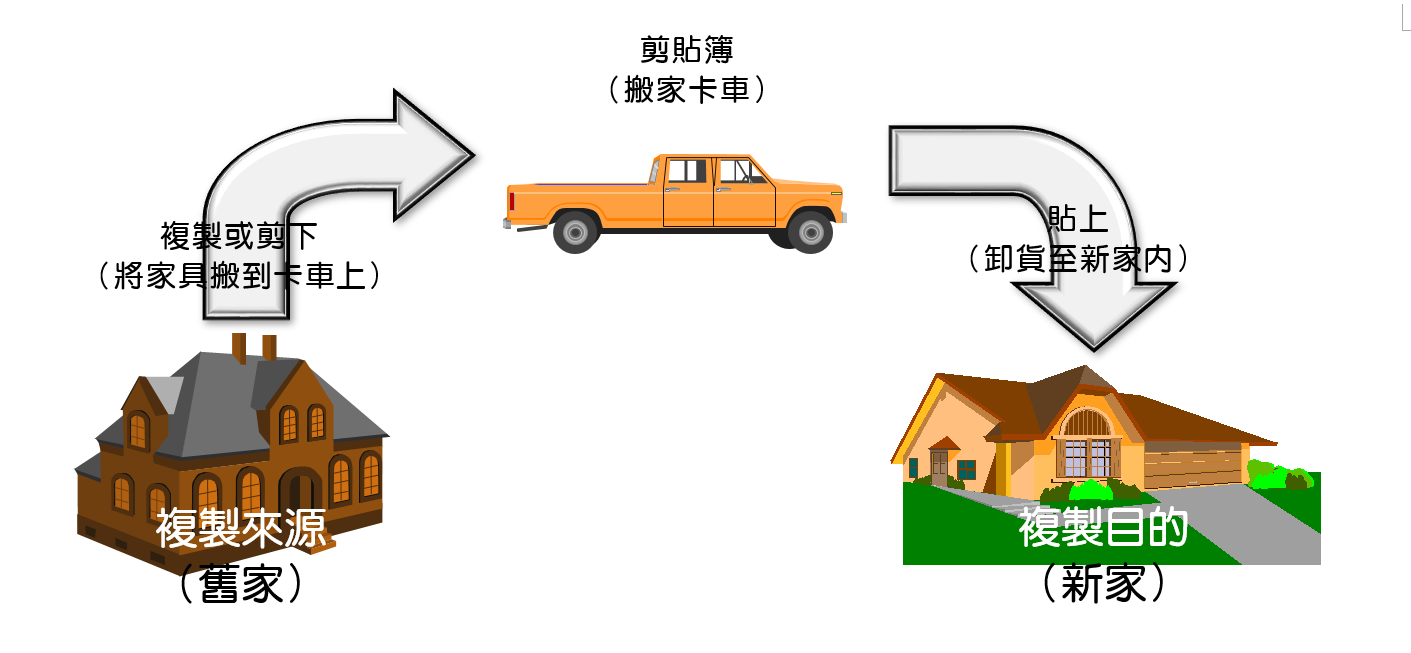 剪貼簿
（搬家卡車）
複製或剪下
（將家具搬到卡車上）
貼上
（卸貨至新家內）
複製來源
（舊家）
複製目的
（新家）